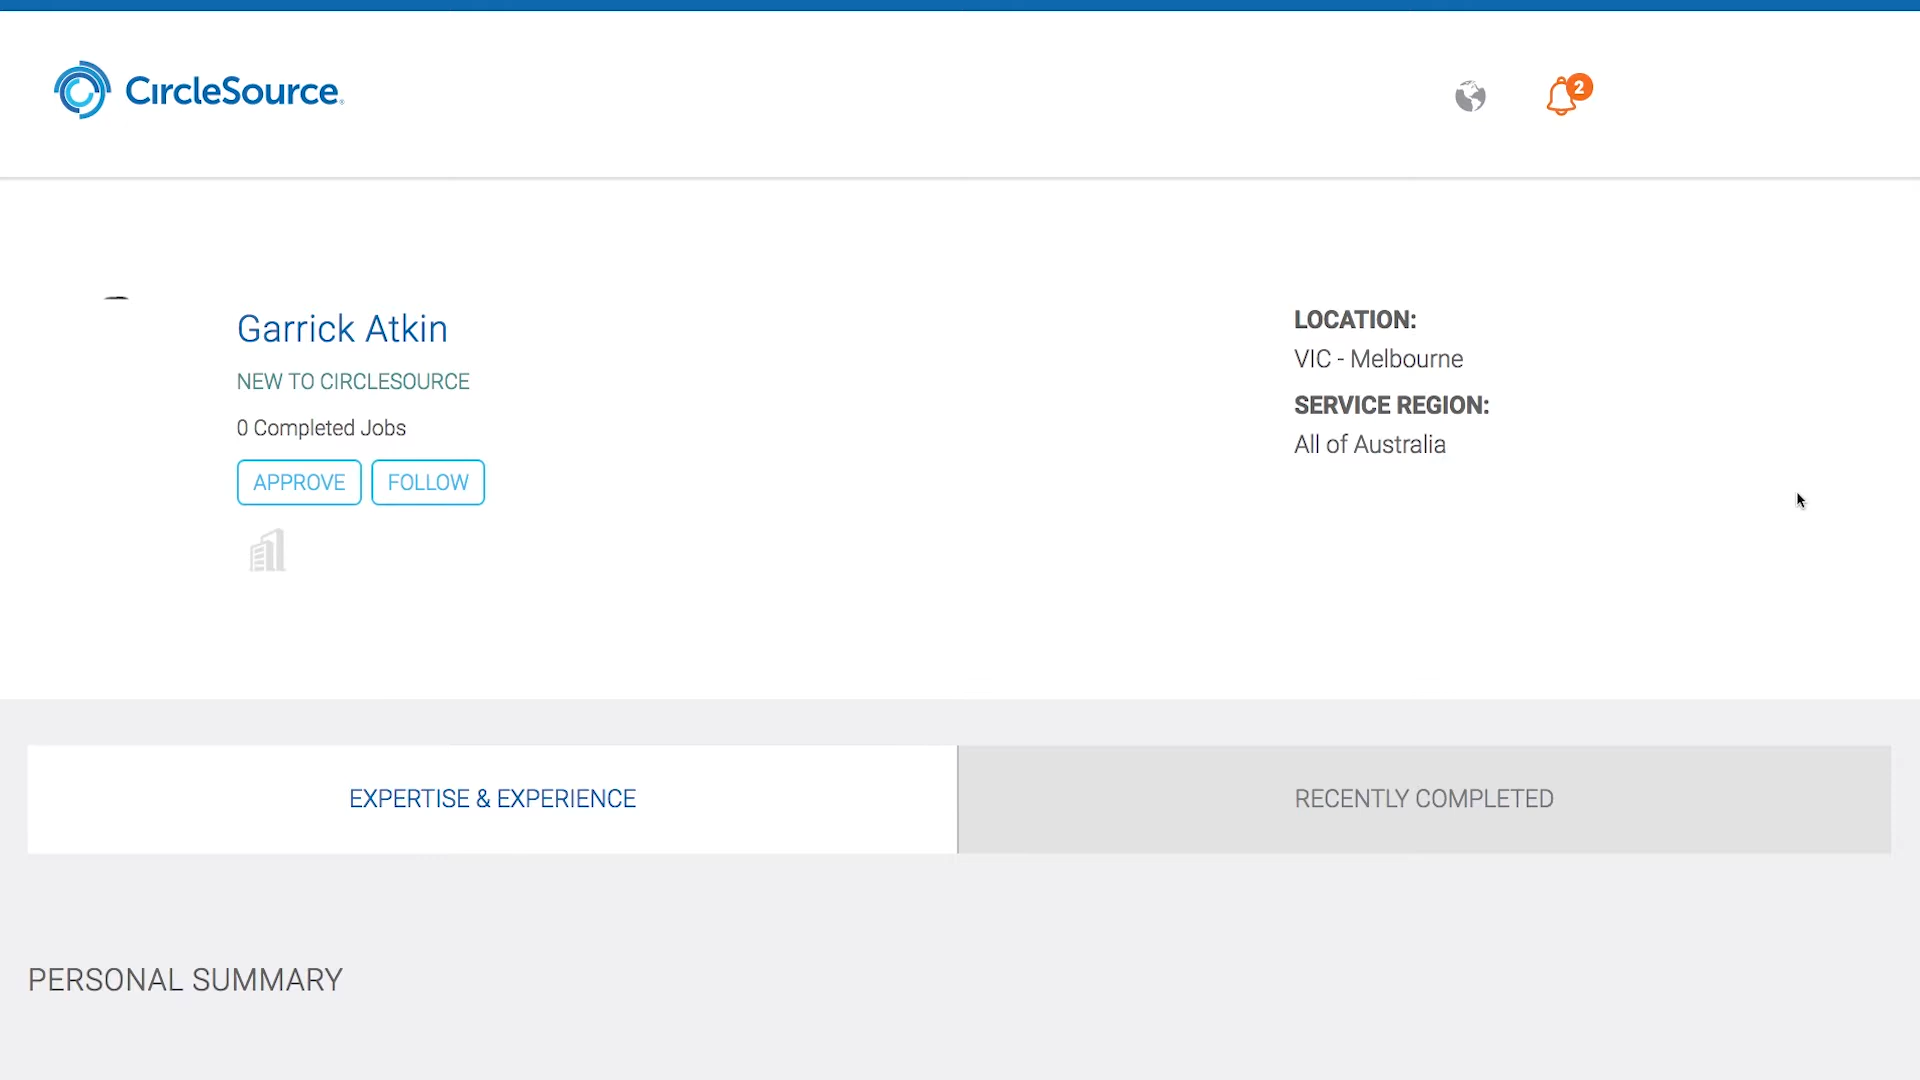 CircleSource
2
Garrick Atkin
NEW TO CIRCLESOURCE
0 Completed Jobs
APPROVE
FOLLOW
LOCATION:
VIC - Melbourne
SERVICE REGION:
All of Australia
EXPERTISE & EXPERIENCE
RECENTLY COMPLETED
PERSONAL SUMMARY